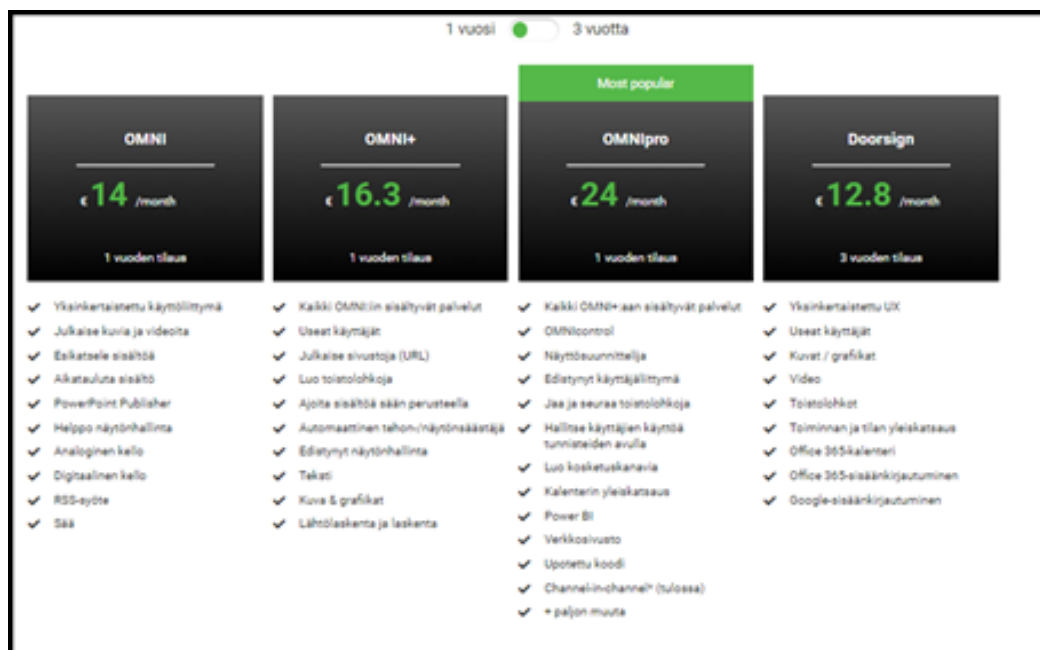 1 vuosi 3 vuotta
Most popular
OMNI
€ 14 /month
1 vuoden tilaus
OMNI+
€ 16.3 /month
1 vuoden tilaus
OMNIpro
€ 24 /month
1 vuoden tilaus
Doorsign
€ 12.8 /month
3 vuoden tilaus
Yksinkertaistettu käyttöliittymä
Julkaise kuvia ja videoita
Esikatsele sisältöä
Aikatauluta sisältö
PowerPoint Publisher
Helppo näytönhallinta
Analoginen kello
Digitaalinen kello
RSS-syöte
Sää
Kaikki OMNI:in sisältyvät palvelut
Useat käyttäjät
Julkaise sivustoja (URL)
Luo toistolohkoja
Ajoita sisältöä sään perusteella
Automaattinen tehon-/näytönsäästäjä
Edistynyt näytönhallinta
Teksti
Kuva & grafiikat
Lähtölaskenta ja laskenta
Kaikki OMNI+:aan sisältyvät palvelut
OMNIcontrol
Näyttösuunnittelija
Edistynyt käyttäjäliittymä
Jaa ja seuraa toistolohkoja
Hallitse käyttäjien käyttöä
tunnisteiden avulla
Luo kosketuskanavia
Kalenterin yleiskatsaus
Power BI
Verkkosivusto
Upotettu koodi
Channel-in-channel* (tulossa)
+ paljon muuta
Yksinkertaistettu UX
Useat käyttäjät
Kuvat / grafiikat
Video
Toistolohkot
Toiminnan ja tilan yleiskatsaus
Office 365-kalenteri
Office 365-sisäänkirjautuminen
Google-sisäänkirjautuminen